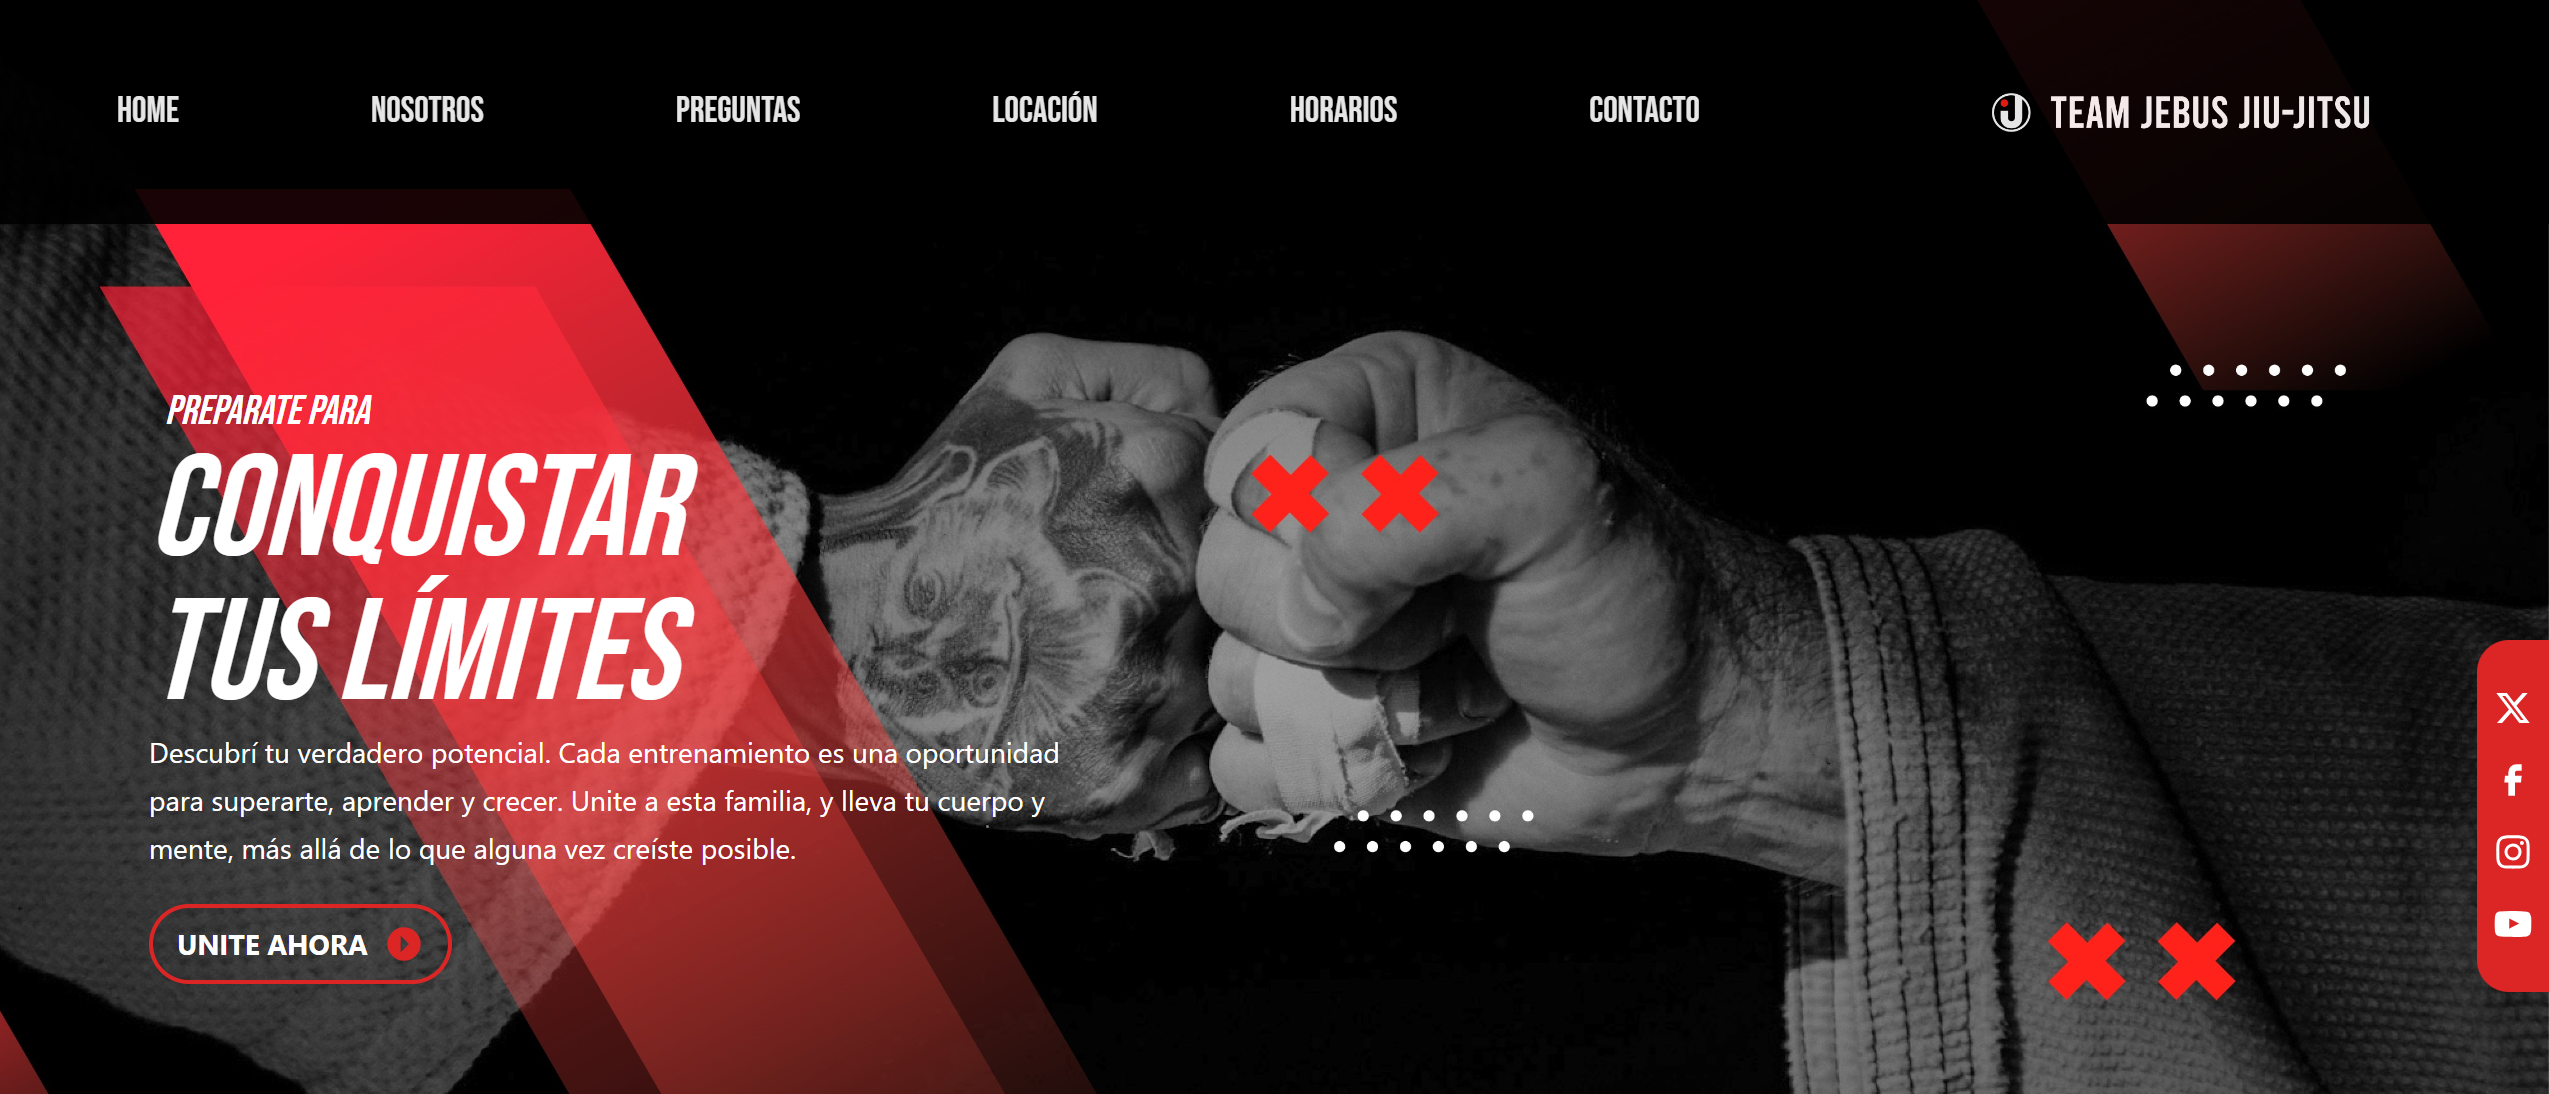 HOME
NOSOTROS
PREGUNTAS
LOCACIÓN
HORARIOS
CONTACTO
TEAM JEBUS JIU-JITSU
PREPARATE PARA
CONQUISTAR
TUS LÍMITES
Descubrí tu verdadero potencial. Cada entrenamiento es una oportunidad
para superarte, aprender y crecer. Unite a esta familia, y lleva tu cuerpo y
mente, más allá de lo que alguna vez creíste posible.
UNITE AHORA